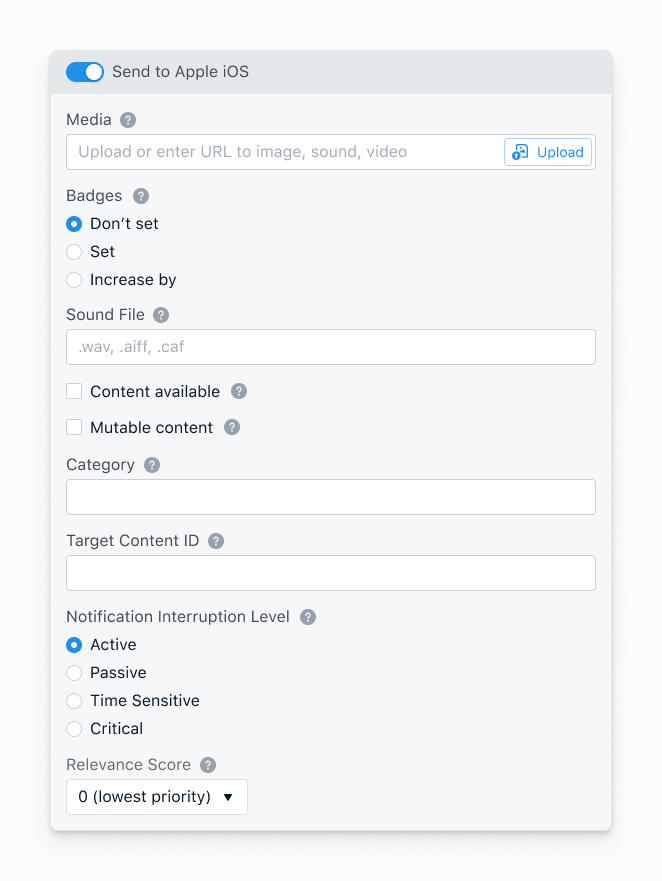 Send to Apple iOS
Media ?
Upload or enter URL to image, sound, video Upload
Badges ?
Don’t set
Set
Increase by
Sound File ?
.wav, .aiff, .caf
Content available ?
Mutable content ?
Category ?
Target Content ID ?
Notification Interruption Level ?
Active
Passive
Time Sensitive
Critical
Relevance Score ?
0 (lowest priority)